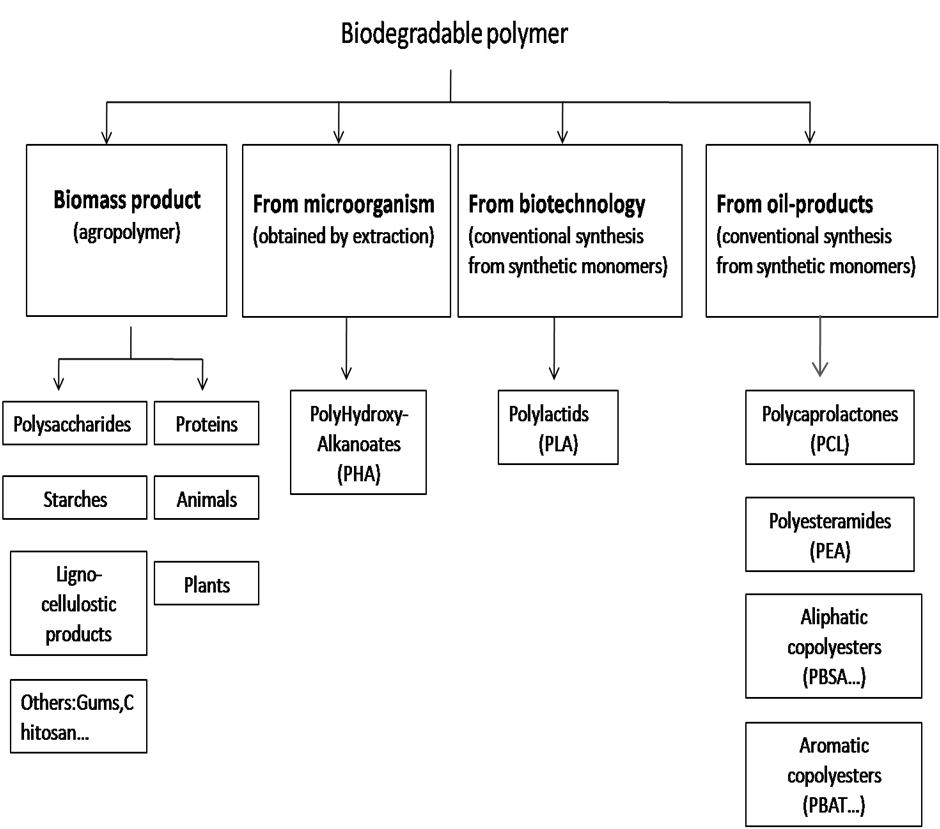 Biodegradable polymer
Biomass product
(agropolymer)
From microorganism
(obtained by extraction)
From biotechnology
(conventional synthesis
from synthetic monomers)
From oil-products
(conventional synthesis
from synthetic monomers)
Polysaccharides
Proteins
Starches
Animals
Ligno-
cellulostic
products
Plants
Others:Gums,C
hitosan...
PolyHydroxy-
Alkanoates
(PHA)
Polylactids
(PLA)
Polycaprolactones
(PCL)
Polyesteramides
(PEA)
Aliphatic
copolyesters
(PBSA...)
Aromatic
copolyesters
(PBAT...)